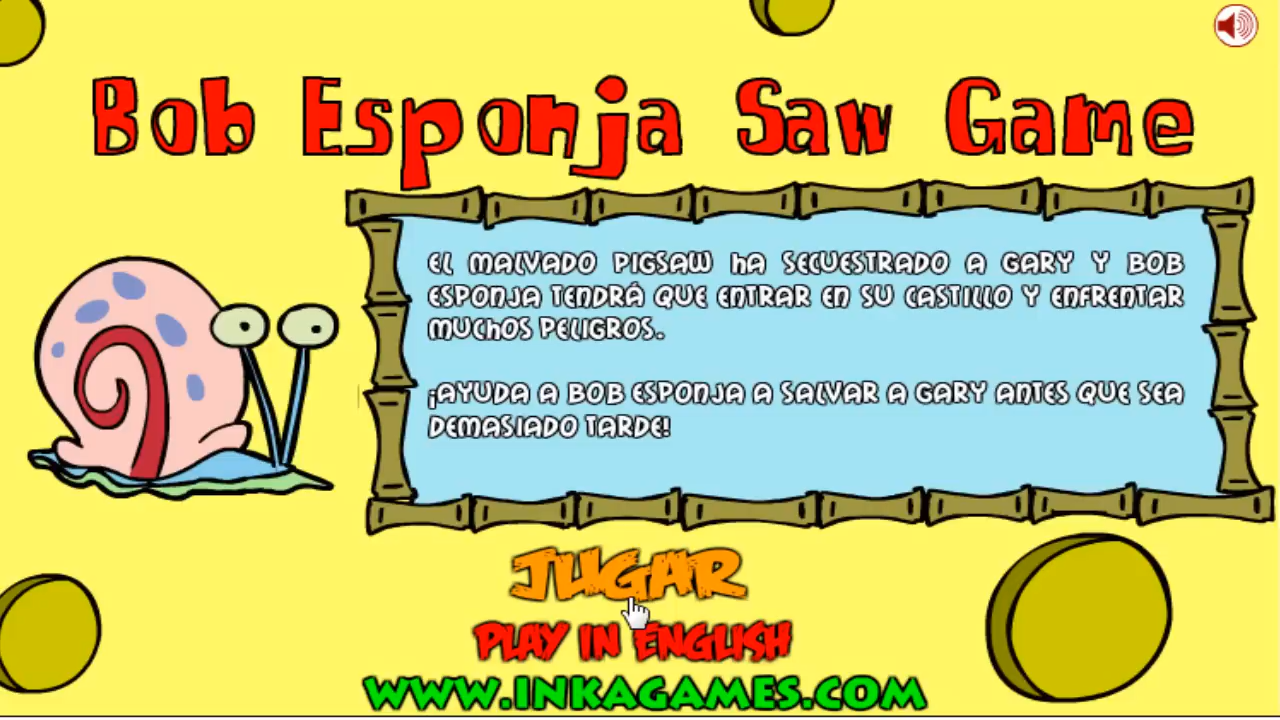 Bob Esponja Saw Game
EL MALVADO PIGSAW HA SECUESTRADO A GARY Y BOB
ESPONJA TENDRÁ QUE ENTRAR EN SU CASTILLO Y ENFRENTAR
MUCHOS PELIGROS.
¡AYUDA A BOB ESPONJA A SALVAR A GARY ANTES QUE SEA
DEMASIADO TARDE!
JUGAR
PLAY IN ENGLISH
WWW.INKAGAMES.COM